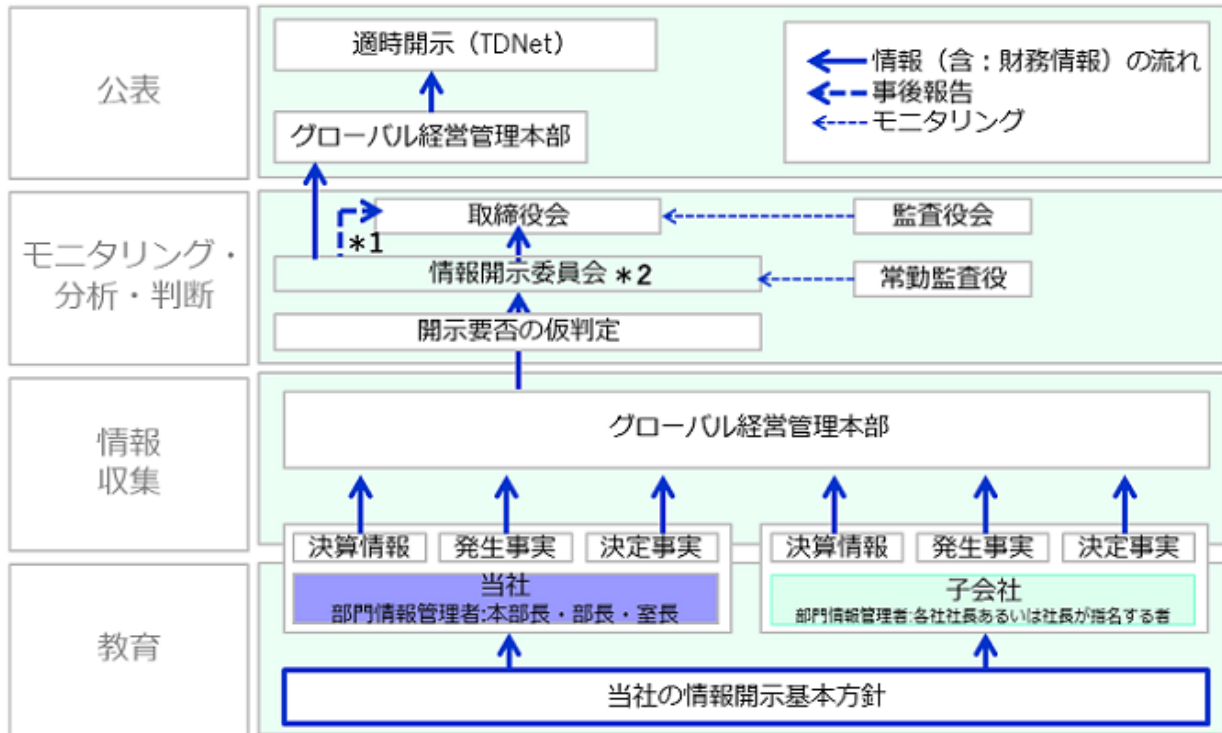 公表
適時開示（TDNet）
グローバル経営管理本部
情報（含：財務情報）の流れ
事後報告
モニタリング
モニタリング・
分析・判断
取締役会
監査役会
*1
情報開示委員会 *2
常勤監査役
開示要否の仮判定
情報
収集
グローバル経営管理本部
決算情報
発生事実
決定事実
決算情報
発生事実
決定事実
教育
当社
部門情報管理者:本部長・部長・室長
子会社
部門情報管理者:各社社長あるいは社長が指名する者
当社の情報開示基本方針